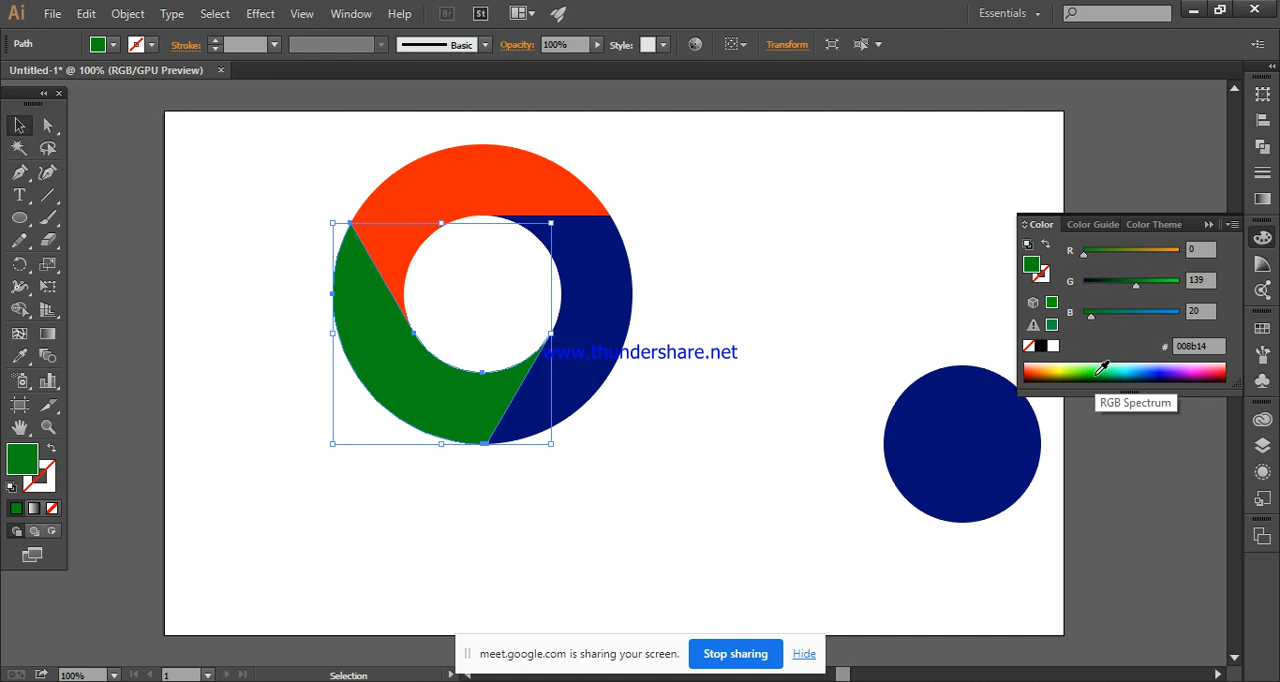 Ai File Edit Object Type Select Effect View Window Help Br St Essentials
Path Stroke: Basic Opacity: 100% Style: Transform
Untitled-1* @ 100% (RGB/GPU Preview) ×
Color Color Guide Color Theme
R 0
G 139
B 20
# 008b14
RGB Spectrum
www.thundershare.net
meet.google.com is sharing your screen. Stop sharing Hide
100% 1 Selection